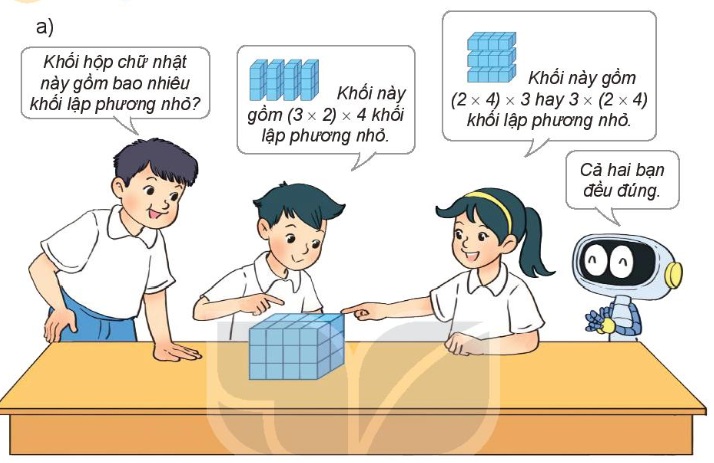 a)
Khối hộp chữ nhật
này gồm bao nhiêu
khối lập phương nhỏ?
Khối này
gồm (3 × 2) × 4 khối
lập phương nhỏ.
Khối này gồm
(2 × 4) × 3 hay 3 × (2 × 4)
khối lập phương nhỏ.
Cả hai bạn
đều đúng.